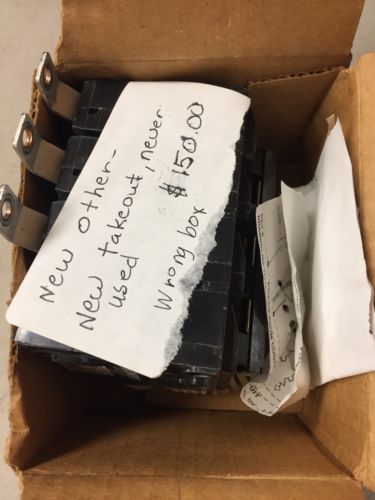 New other-
New takeout, never
used $150.00
Wrong box